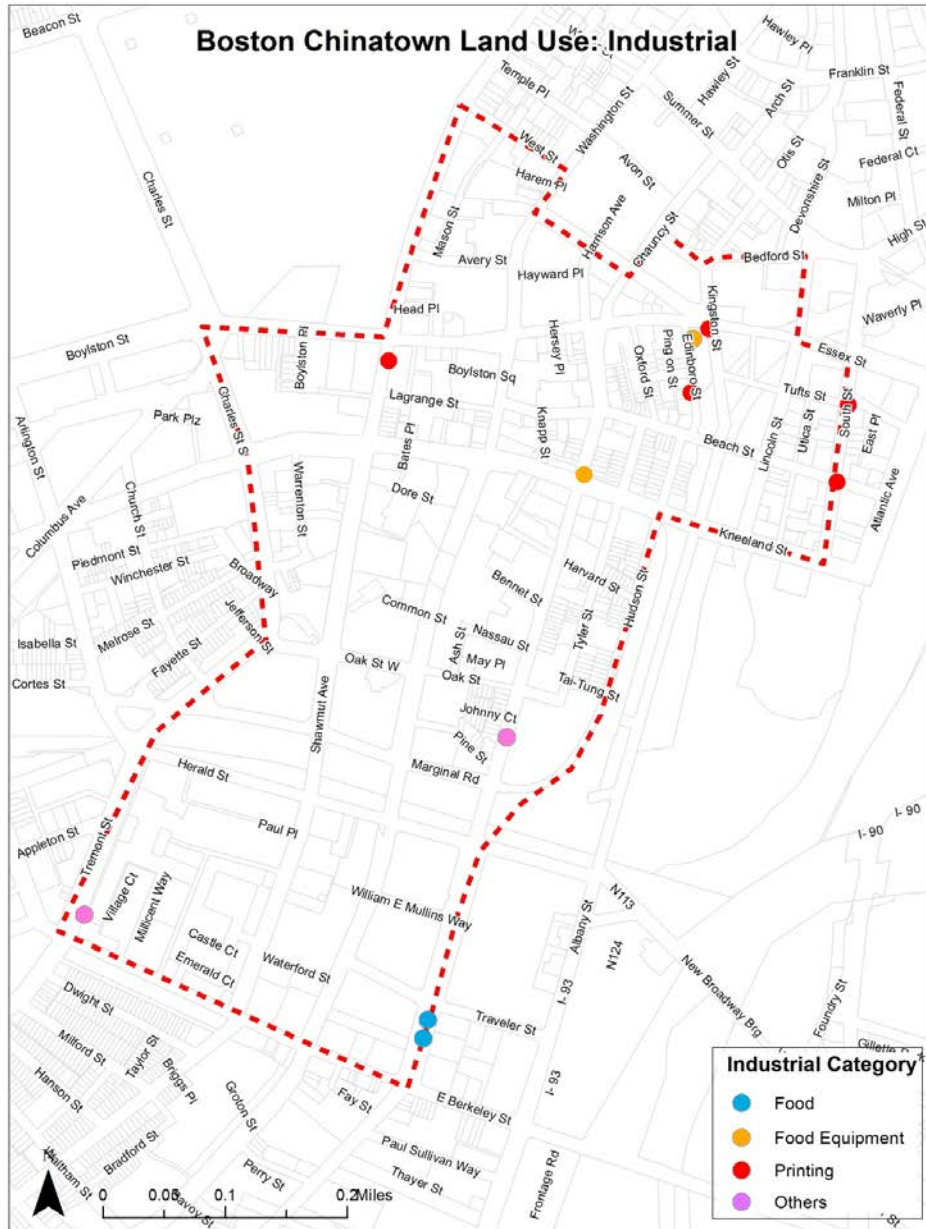 Boston Chinatown Land Use: Industrial
Beacon St
Hawley Pl
Hawley St
Franklin St
Temple Pl
Summer St
Arch St
Federal St
Washington St
West St
Otis St
Federal Ct
Avon St
Harem Pl
Devonshire St
Milton Pl
Charles St
Harrison Ave
Chauncy St
Mason St
High St
Bedford St
Avery St
Hayward Pl
Kingston St
Head Pl
Waverly Pl
Boylston St
Boylston Pl
Hersey Pl
Ping on St
Edinboro St
Essex St
Oxford St
Boylston Sq
Lagrange St
Tufts St
South St
Park Plz
Charles St S
Bates Pl
Knapp St
Beach St
Lincoln St
Utica St
East Pl
Arlington St
Warrenton St
Dore St
Atlantic Ave
Columbus Ave
Church St
Kneeland St
Piedmont St
Winchester St
Broadway
Bennet St
Harvard St
Hudson St
Jefferson St
Common St
Isabella St
Melrose St
Fayette St
Nassau St
Tyler St
Ash St
May Pl
Oak St W
Oak St
Cortes St
Tai-Tung St
Shawmut Ave
Johnny Ct
Pine St
Marginal Rd
Herald St
I- 90
I- 90
Paul Pl
Appleton St
Tremont St
Village Ct
Millicent Way
William E Mullins Way
N113
Albany St
N124
Castle Ct
Emerald Ct
Waterford St
New Broadway Brg
I- 93
Foundry St
Dwight St
Traveler St
Milford St
Taylor St
Hanson St
Briggs Pl
I- 93
Groton St
Fay St
E Berkeley St
Bradford St
Waltham St
Paul Sullivan Way
Perry St
Thayer St
Frontage Rd
Savoy St
Industrial Category
Food
Food Equipment
Printing
Others
0 0.05 0.1 0.2 Miles